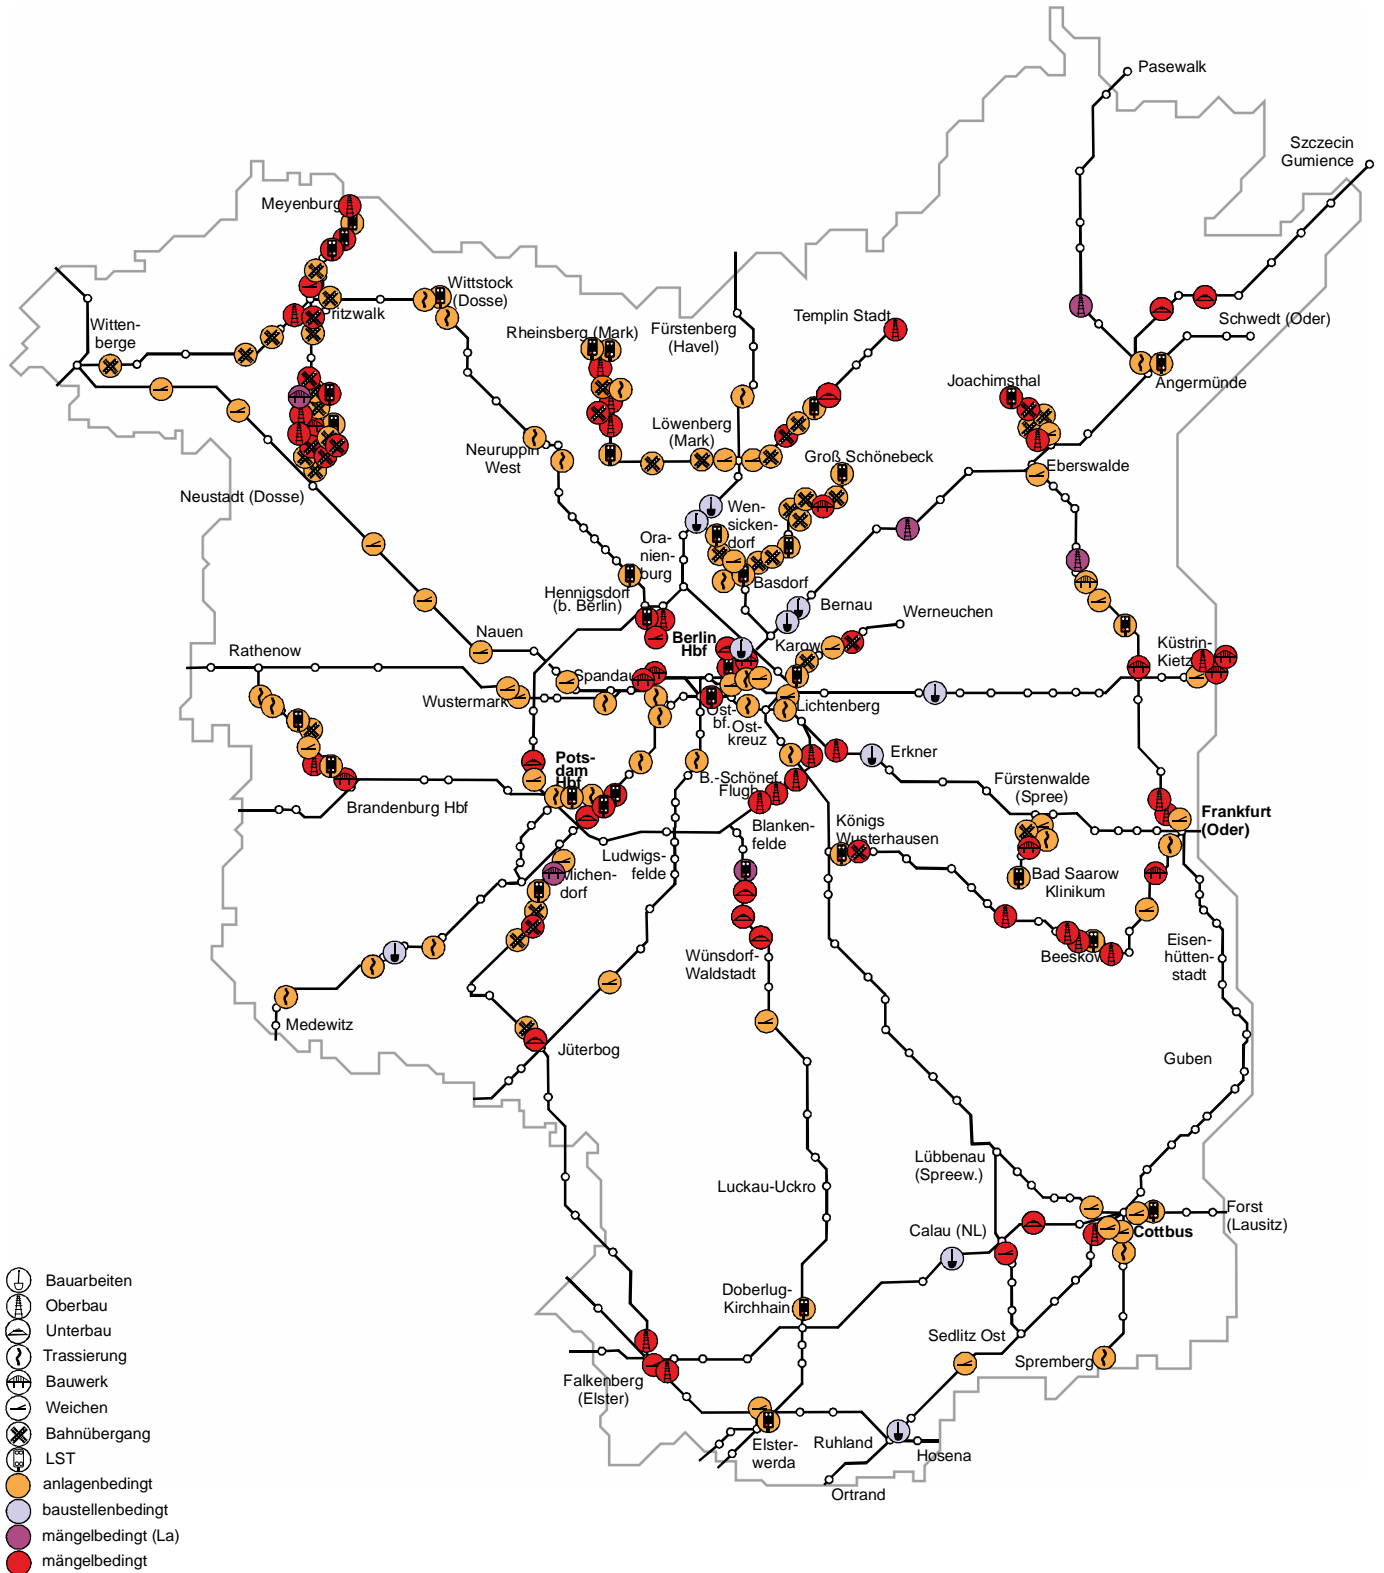 Pasewalk
Szczecin
Gumience
Meyenburg
Wittstock
(Dosse)
Pritzwalk
Witten-
berge
Rheinsberg (Mark)
Fürstenberg
(Havel)
Templin Stadt
Schwedt (Oder)
Angermünde
Joachimsthal
Löwenberg
(Mark)
Neuruppin
West
Groß Schönebeck
Eberswalde
Neustadt (Dosse)
Wen-
sicken-
dorf
Ora-
nien-
burg
Basdorf
Hennigsdorf
(b. Berlin)
Bernau
Werneuchen
Nauen
Berlin
Hbf
Karow
Küstrin-
Kietz
Rathenow
Spandau
Wustermark
Ost-
bf.
Ost-
kreuz
Lichtenberg
Erkner
Pots-
dam
Hbf
B.-Schönef.
Flugh.
Fürstenwalde
(Spree)
Brandenburg Hbf
Frankfurt
(Oder)
Blanken-
felde
Königs
Wusterhausen
Ludwigs-
felde
Michen-
dorf
Bad Saarow
Klinikum
Wünsdorf-
Waldstadt
Beeskow
Eisen-
hütten-
stadt
Medewitz
Jüterbog
Guben
Lübbenau
(Spreew.)
Luckau-Uckro
Forst
(Lausitz)
Calau (NL)
Cottbus
Doberlug-
Kirchhain
Sedlitz Ost
Spremberg
Falkenberg
(Elster)
Elster-
werda
Ruhland
Hosena
Ortrand
Bauarbeiten
Oberbau
Unterbau
Trassierung
Bauwerk
Weichen
Bahnübergang
LST
anlagenbedingt
baustellenbedingt
mängelbedingt (La)
mängelbedingt